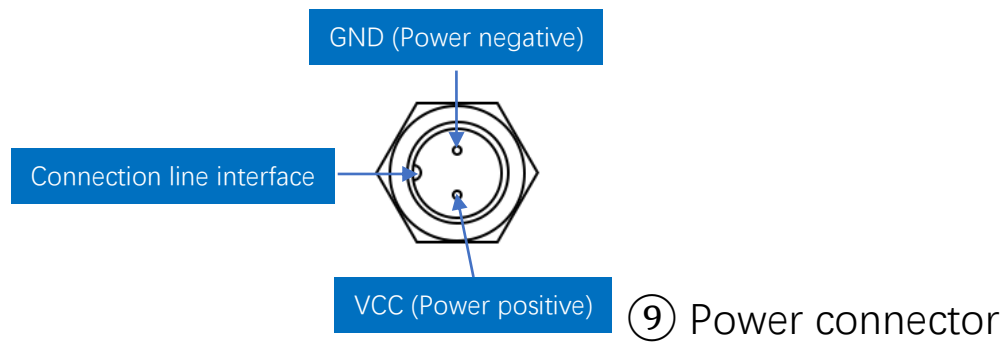 GND (Power negative)
Connection line interface
VCC (Power positive)
⑨ Power connector